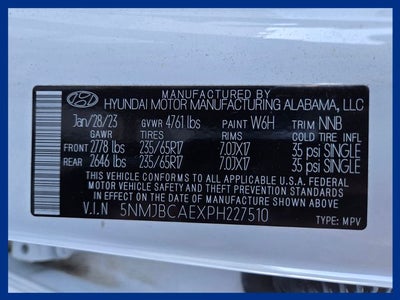 MANUFACTURED BY
HYUNDAI MOTOR MANUFACTURING ALABAMA, LLC
Jan/28/23 GVWR 4761 lbs PAINT W6H TRIM NNB
GAWR TIRES RIMS COLD TIRE INFL
FRONT 2778 lbs 235/65R17 7.0JX17 35 psi SINGLE
REAR 2646 lbs 235/65R17 7.0JX17 35 psi SINGLE
THIS VEHICLE CONFORMS TO ALL APPLICABLE U.S.A. FEDERAL
MOTOR VEHICLE SAFETY AND THEFT PREVENTION STANDARDS
IN EFFECT ON THE DATE OF MANUFACTURE SHOWN ABOVE.
V.I.N 5NMJBCAEXPH227510
TYPE: MPV